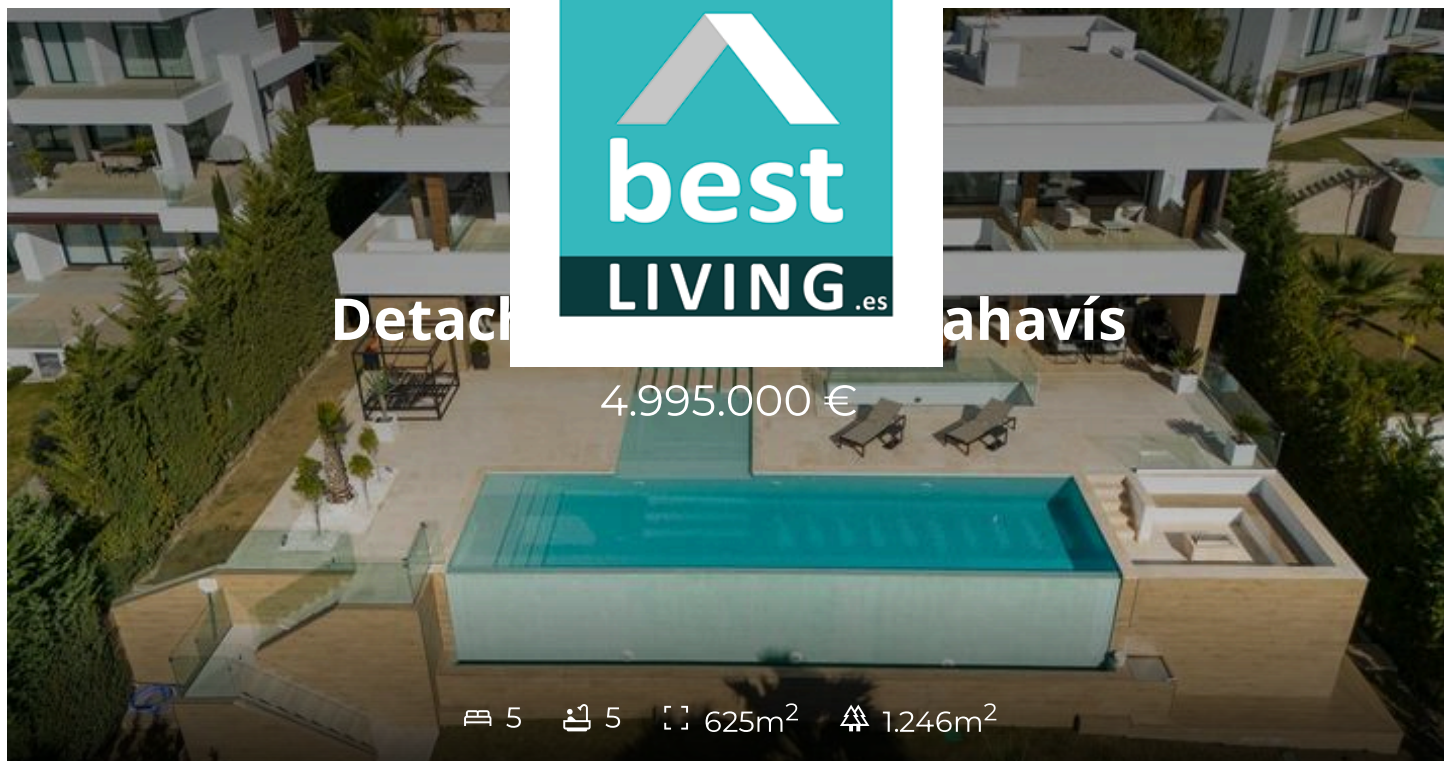 best
LIVING.es
Detach ahavís
4.995.000 €
5 5 625m² 1.246m²